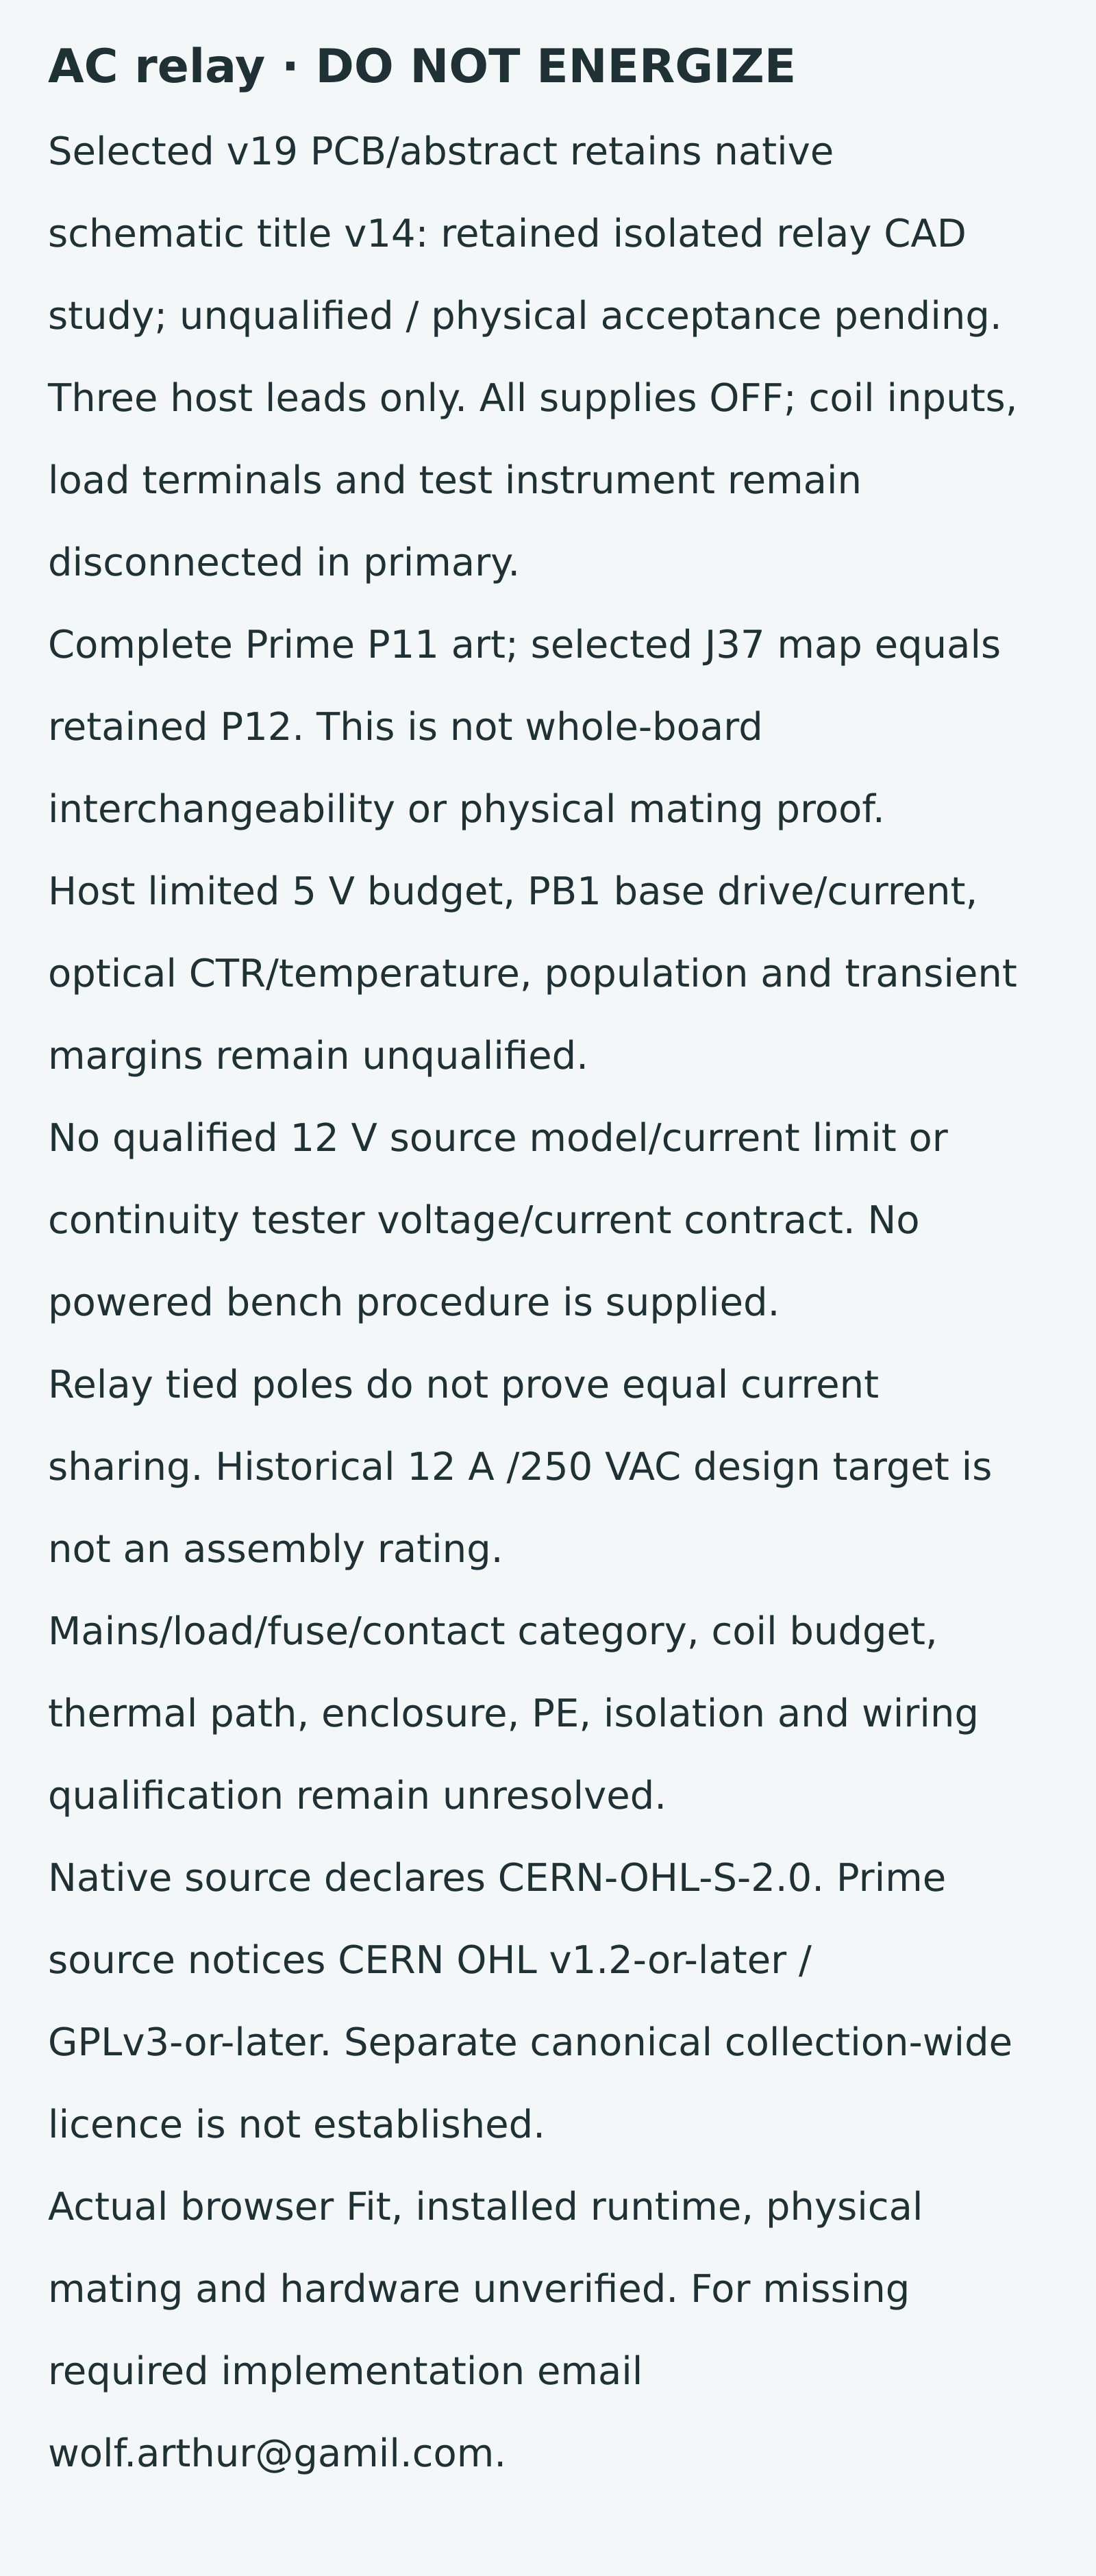 AC relay · DO NOT ENERGIZE
Selected v19 PCB/abstract retains native
schematic title v14: retained isolated relay CAD
study; unqualified / physical acceptance pending.
Three host leads only. All supplies OFF; coil inputs,
load terminals and test instrument remain
disconnected in primary.
Complete Prime P11 art; selected J37 map equals
retained P12. This is not whole-board
interchangeability or physical mating proof.
Host limited 5 V budget, PB1 base drive/current,
optical CTR/temperature, population and transient
margins remain unqualified.
No qualified 12 V source model/current limit or
continuity tester voltage/current contract. No
powered bench procedure is supplied.
Relay tied poles do not prove equal current
sharing. Historical 12 A /250 VAC design target is
not an assembly rating.
Mains/load/fuse/contact category, coil budget,
thermal path, enclosure, PE, isolation and wiring
qualification remain unresolved.
Native source declares CERN-OHL-S-2.0. Prime
source notices CERN OHL v1.2-or-later /
GPLv3-or-later. Separate canonical collection-wide
licence is not established.
Actual browser Fit, installed runtime, physical
mating and hardware unverified. For missing
required implementation email
wolf.arthur@gamil.com.